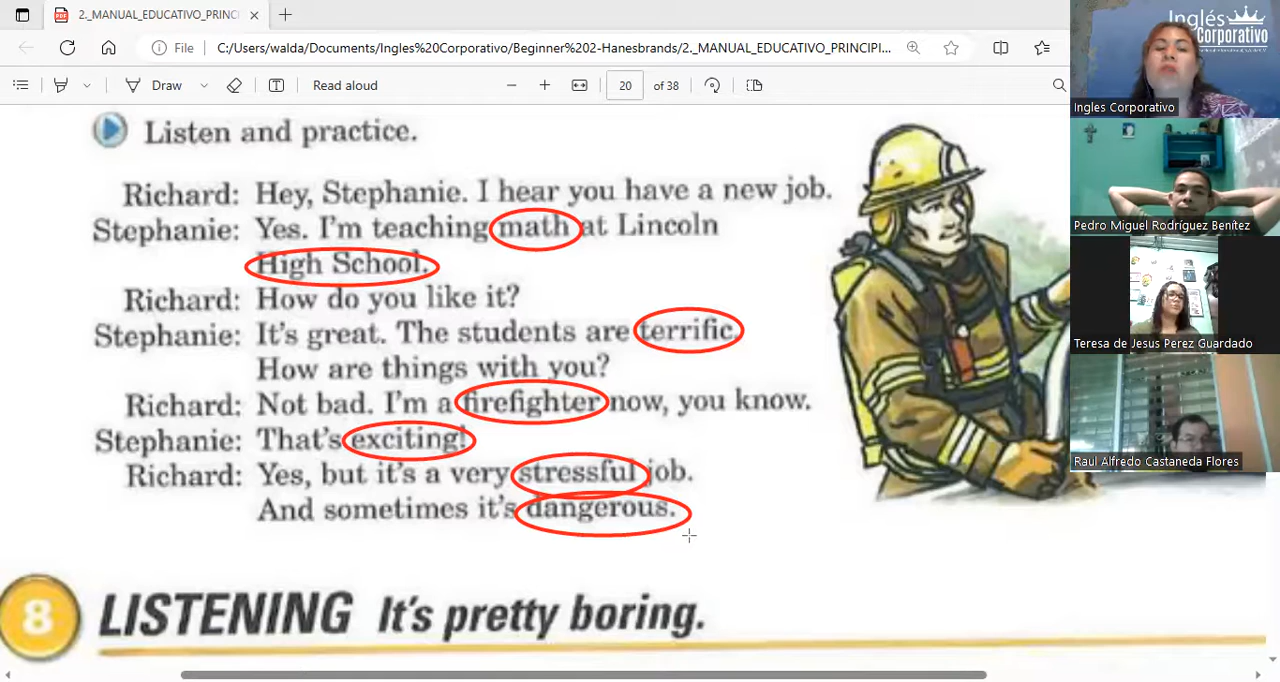 2._MANUAL_EDUCATIVO_PRINCI
File
C:/Users/walda/Documents/Ingles%20Corporativo/Beginner%202-Hanesbrands/2._MANUAL_EDUCATIVO_PRINCIPI...
Draw
Read aloud
20 of 38
Listen and practice.
Richard: Hey, Stephanie. I hear you have a new job.
Stephanie: Yes. I'm teaching math at Lincoln
High School.
Richard: How do you like it?
Stephanie: It's great. The students are terrific.
How are things with you?
Richard: Not bad. I'm a firefighter now, you know.
Stephanie: That's exciting!
Richard: Yes, but it's a very stressful job.
And sometimes it's dangerous.
8 LISTENING It's pretty boring.
Inglés
Corporativo
Ingles Corporativo
Pedro Miguel Rodríguez Benítez
Teresa de Jesus Perez Guardado
Raul Alfredo Castaneda Flores